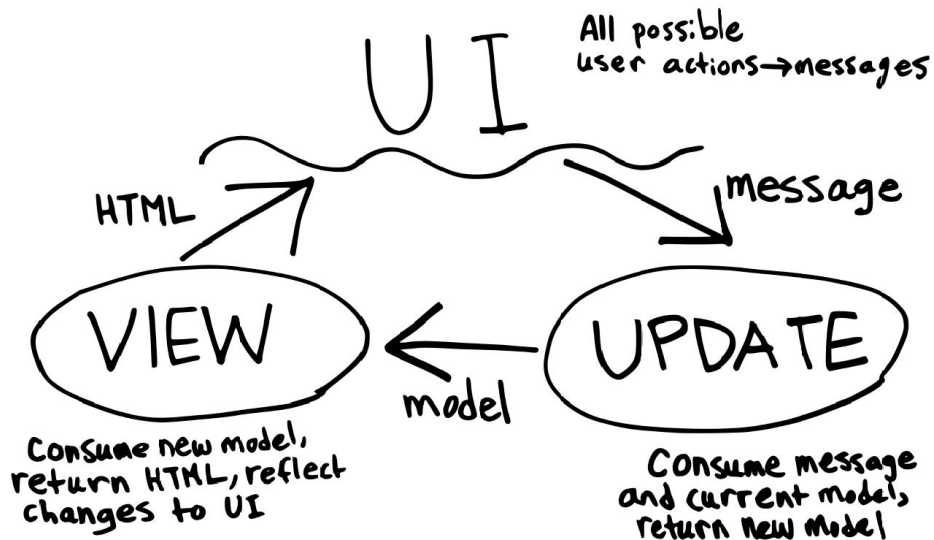 UI
All possible
user actions→messages
HTML
message
VIEW
UPDATE
model
Consume new model,
return HTML, reflect
changes to UI
Consume message
and current model,
return new model